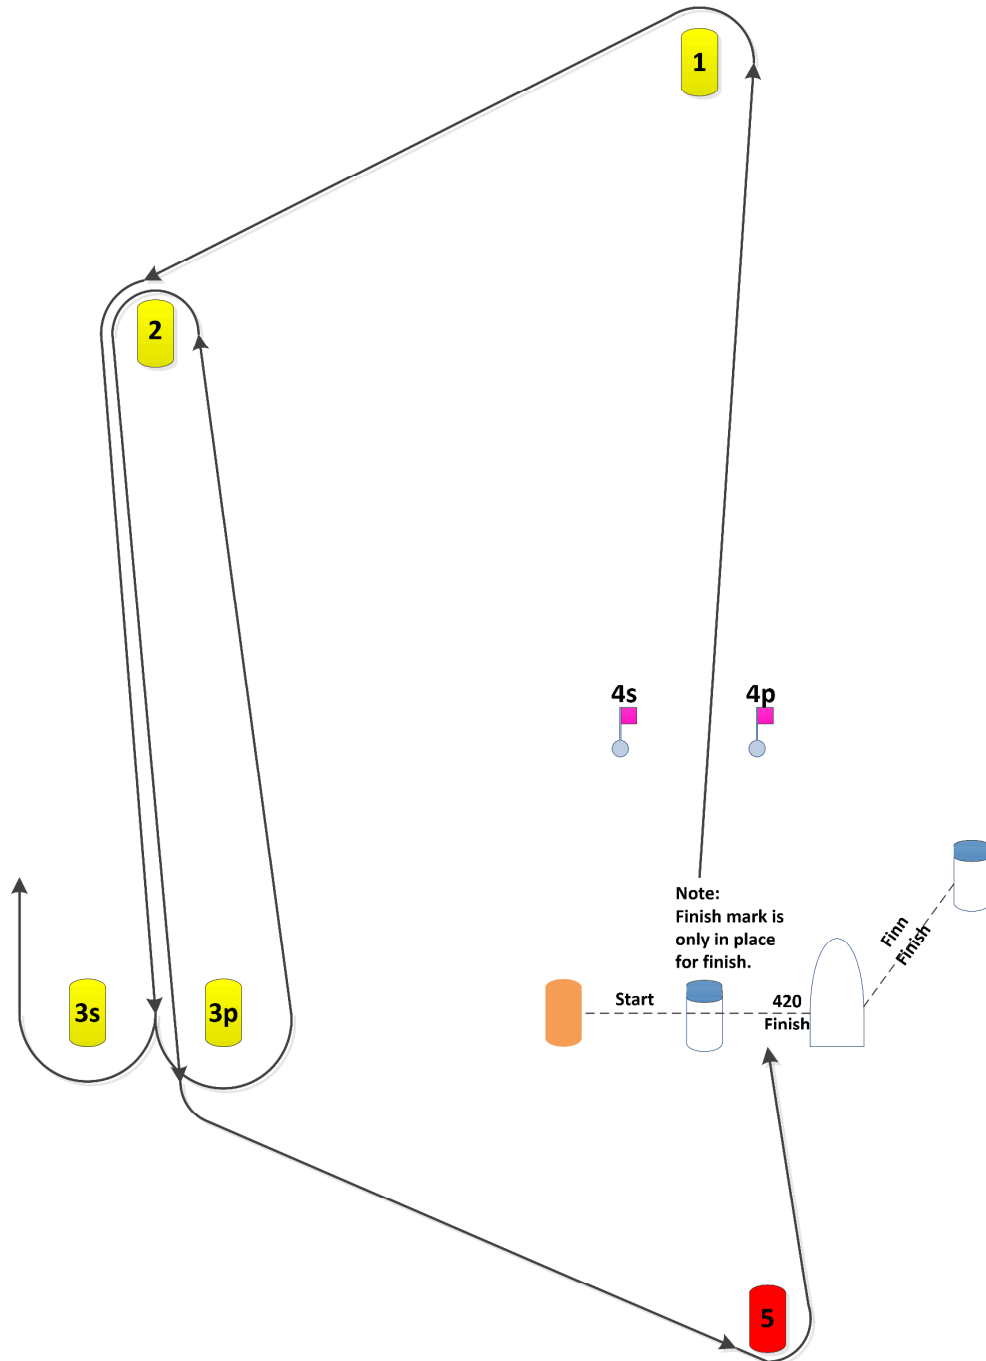 1
2
4s
4p
Note:
Finish mark is
only in place
for finish.
Finn
Finish
3s
3p
Start
420
Finish
5